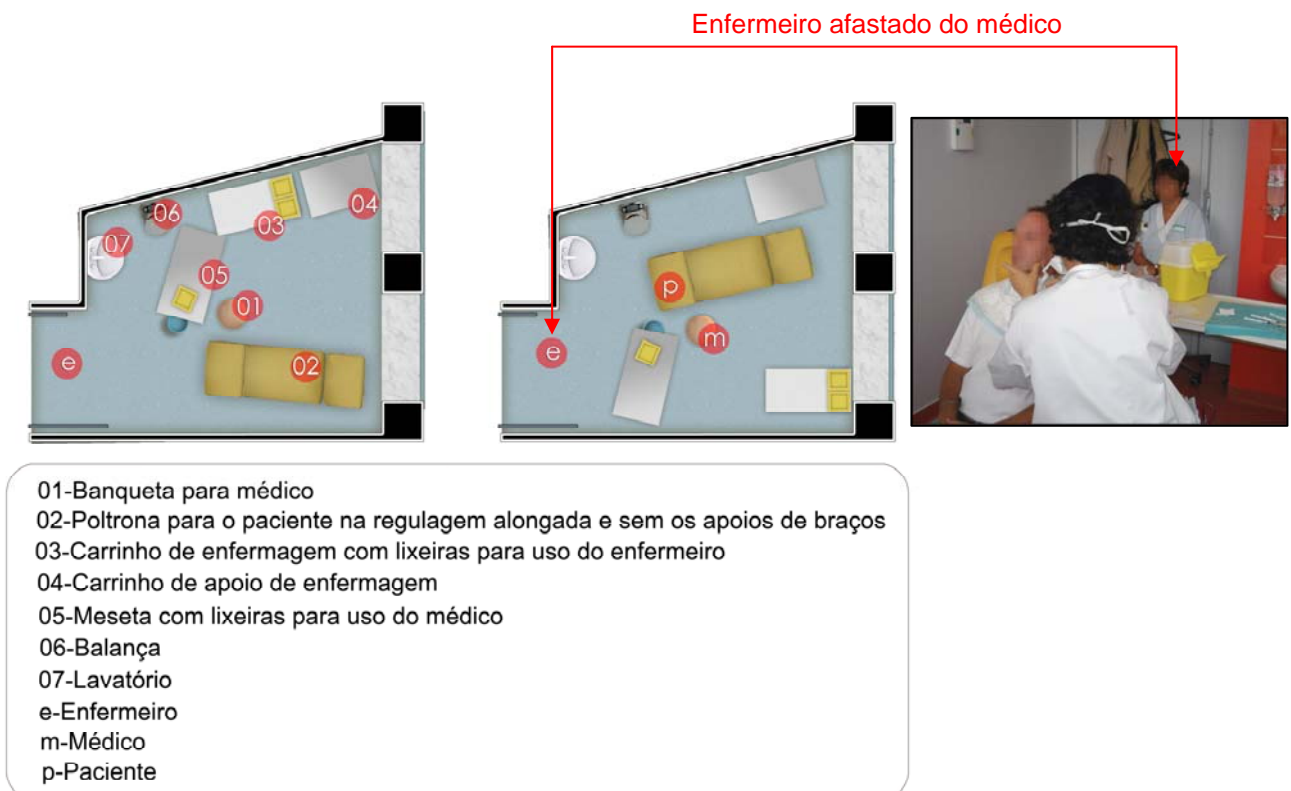 Enfermeiro afastado do médico
06
04
03
07
05
01
02
e
p
m
e
01-Banqueta para médico
02-Poltrona para o paciente na regulagem alongada e sem os apoios de braços
03-Carrinho de enfermagem com lixeiras para uso do enfermeiro
04-Carrinho de apoio de enfermagem
05-Meseta com lixeiras para uso do médico
06-Balança
07-Lavatório
e-Enfermeiro
m-Médico
p-Paciente